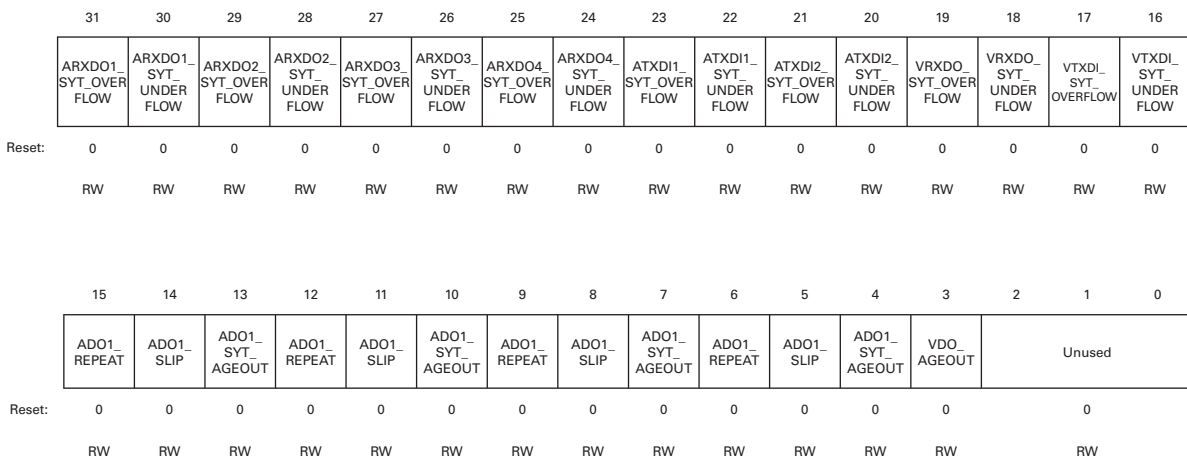 31 30 29 28 27 26 25 24 23 22 21 20 19 18 17 16
ARXDO1_ SYT_OVER FLOW
ARXDO1_ SYT_ UNDER FLOW
ARXDO2_ SYT_OVER FLOW
ARXDO2_ SYT_ UNDER FLOW
ARXDO3_ SYT_OVER FLOW
ARXDO3_ SYT_ UNDER FLOW
ARXDO4_ SYT_OVER FLOW
ARXDO4_ SYT_ UNDER FLOW
ATXDI1_ SYT_OVER FLOW
ATXDI1_ SYT_ UNDER FLOW
ATXDI2_ SYT_OVER FLOW
ATXDI2_ SYT_ UNDER FLOW
VRXDO_ SYT_OVER FLOW
VRXDO_ SYT_ UNDER FLOW
VTXDI_ SYT_ OVERFLOW
VTXDI_ SYT_ UNDER FLOW
Reset: 0 0 0 0 0 0 0 0 0 0 0 0 0 0 0 0
RW RW RW RW RW RW RW RW RW RW RW RW RW RW RW RW
15 14 13 12 11 10 9 8 7 6 5 4 3 2 1 0
ADO1_ REPEAT
ADO1_ SLIP
ADO1_ SYT_ AGEOUT
ADO1_ REPEAT
ADO1_ SLIP
ADO1_ SYT_ AGEOUT
ADO1_ REPEAT
ADO1_ SLIP
ADO1_ SYT_ AGEOUT
ADO1_ REPEAT
ADO1_ SLIP
ADO1_ SYT_ AGEOUT
VDO_ AGEOUT
Unused
Reset: 0 0 0 0 0 0 0 0 0 0 0 0 0 0
RW RW RW RW RW RW RW RW RW RW RW RW RW RW